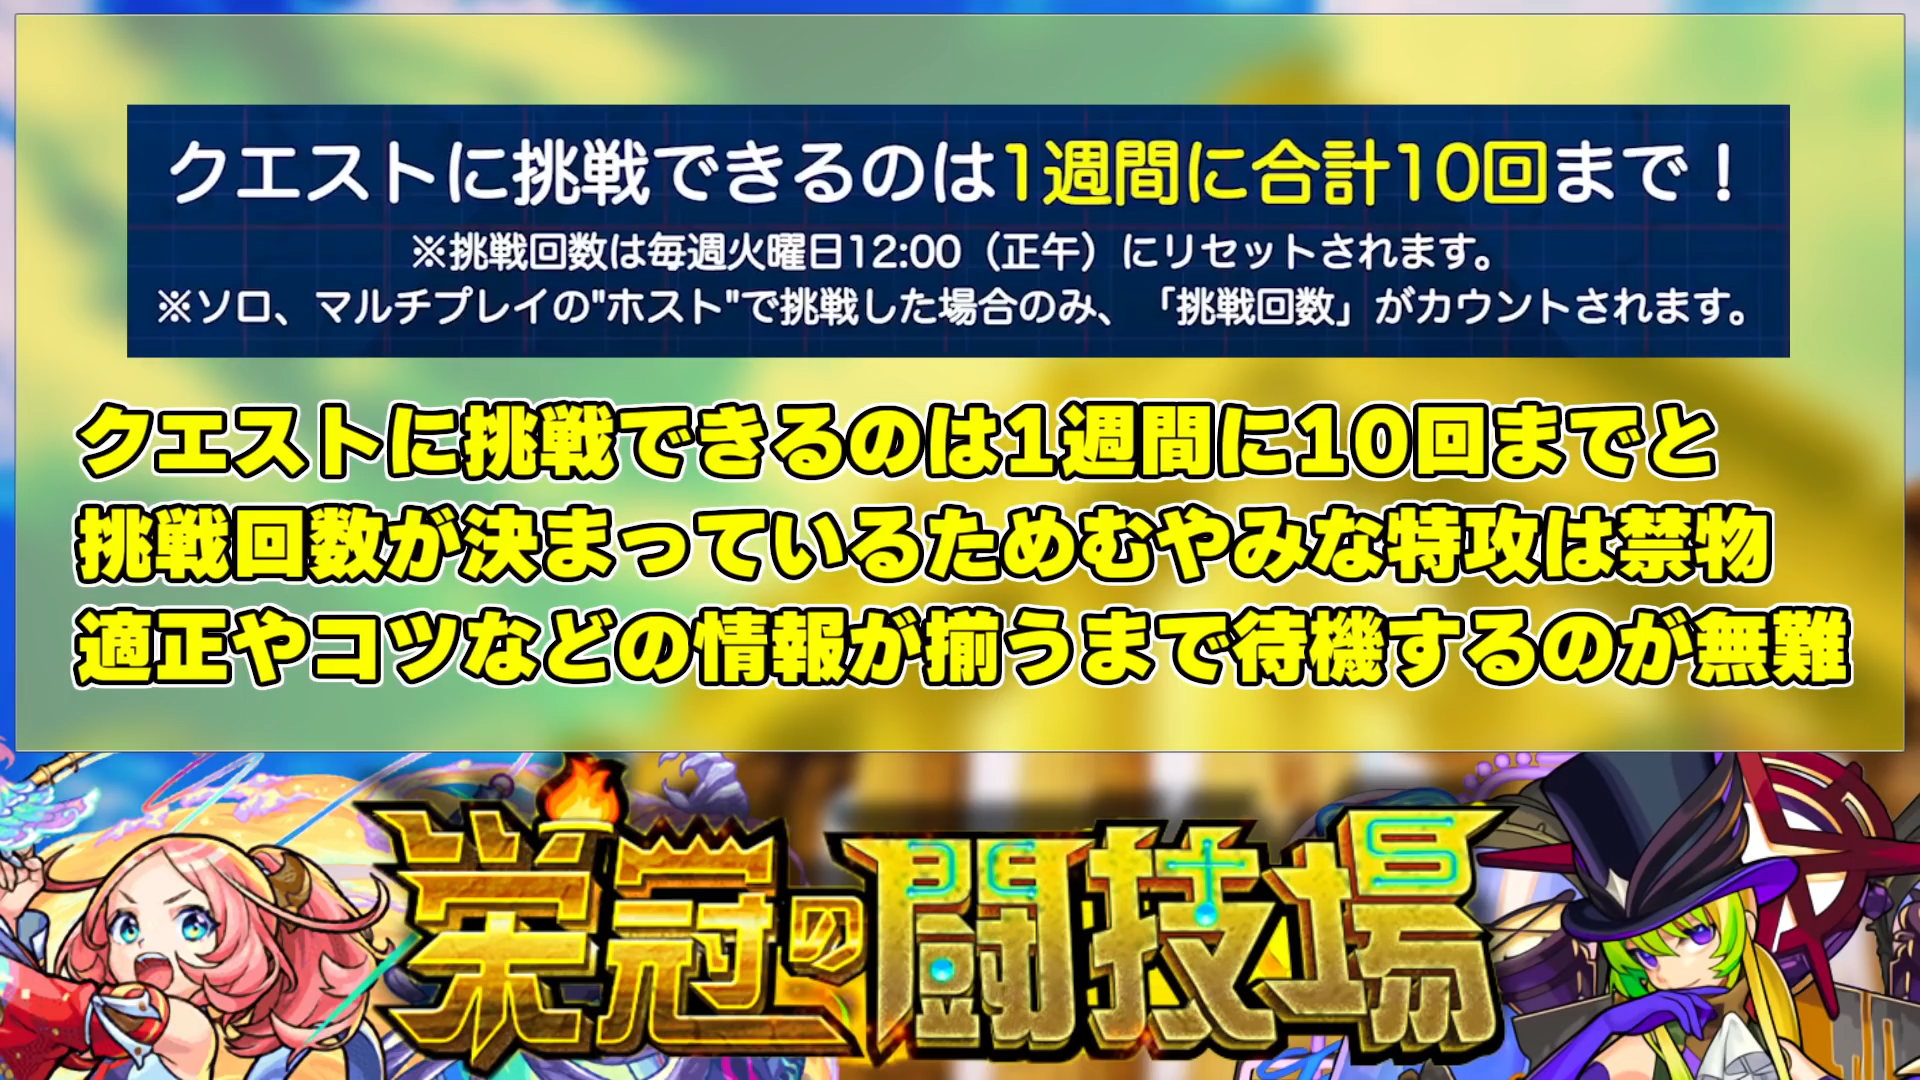 クエストに挑戦できるのは1週間に合計10回まで！
※挑戦回数は毎週火曜日12:00（正午）にリセットされます。
※ソロ、マルチプレイの"ホスト"で挑戦した場合のみ、「挑戦回数」がカウントされます。
クエストに挑戦できるのは1週間に10回までと
挑戦回数が決まっているためむやみな特攻は禁物
適正やコツなどの情報が揃うまで待機するのが無難
栄冠の闘技場